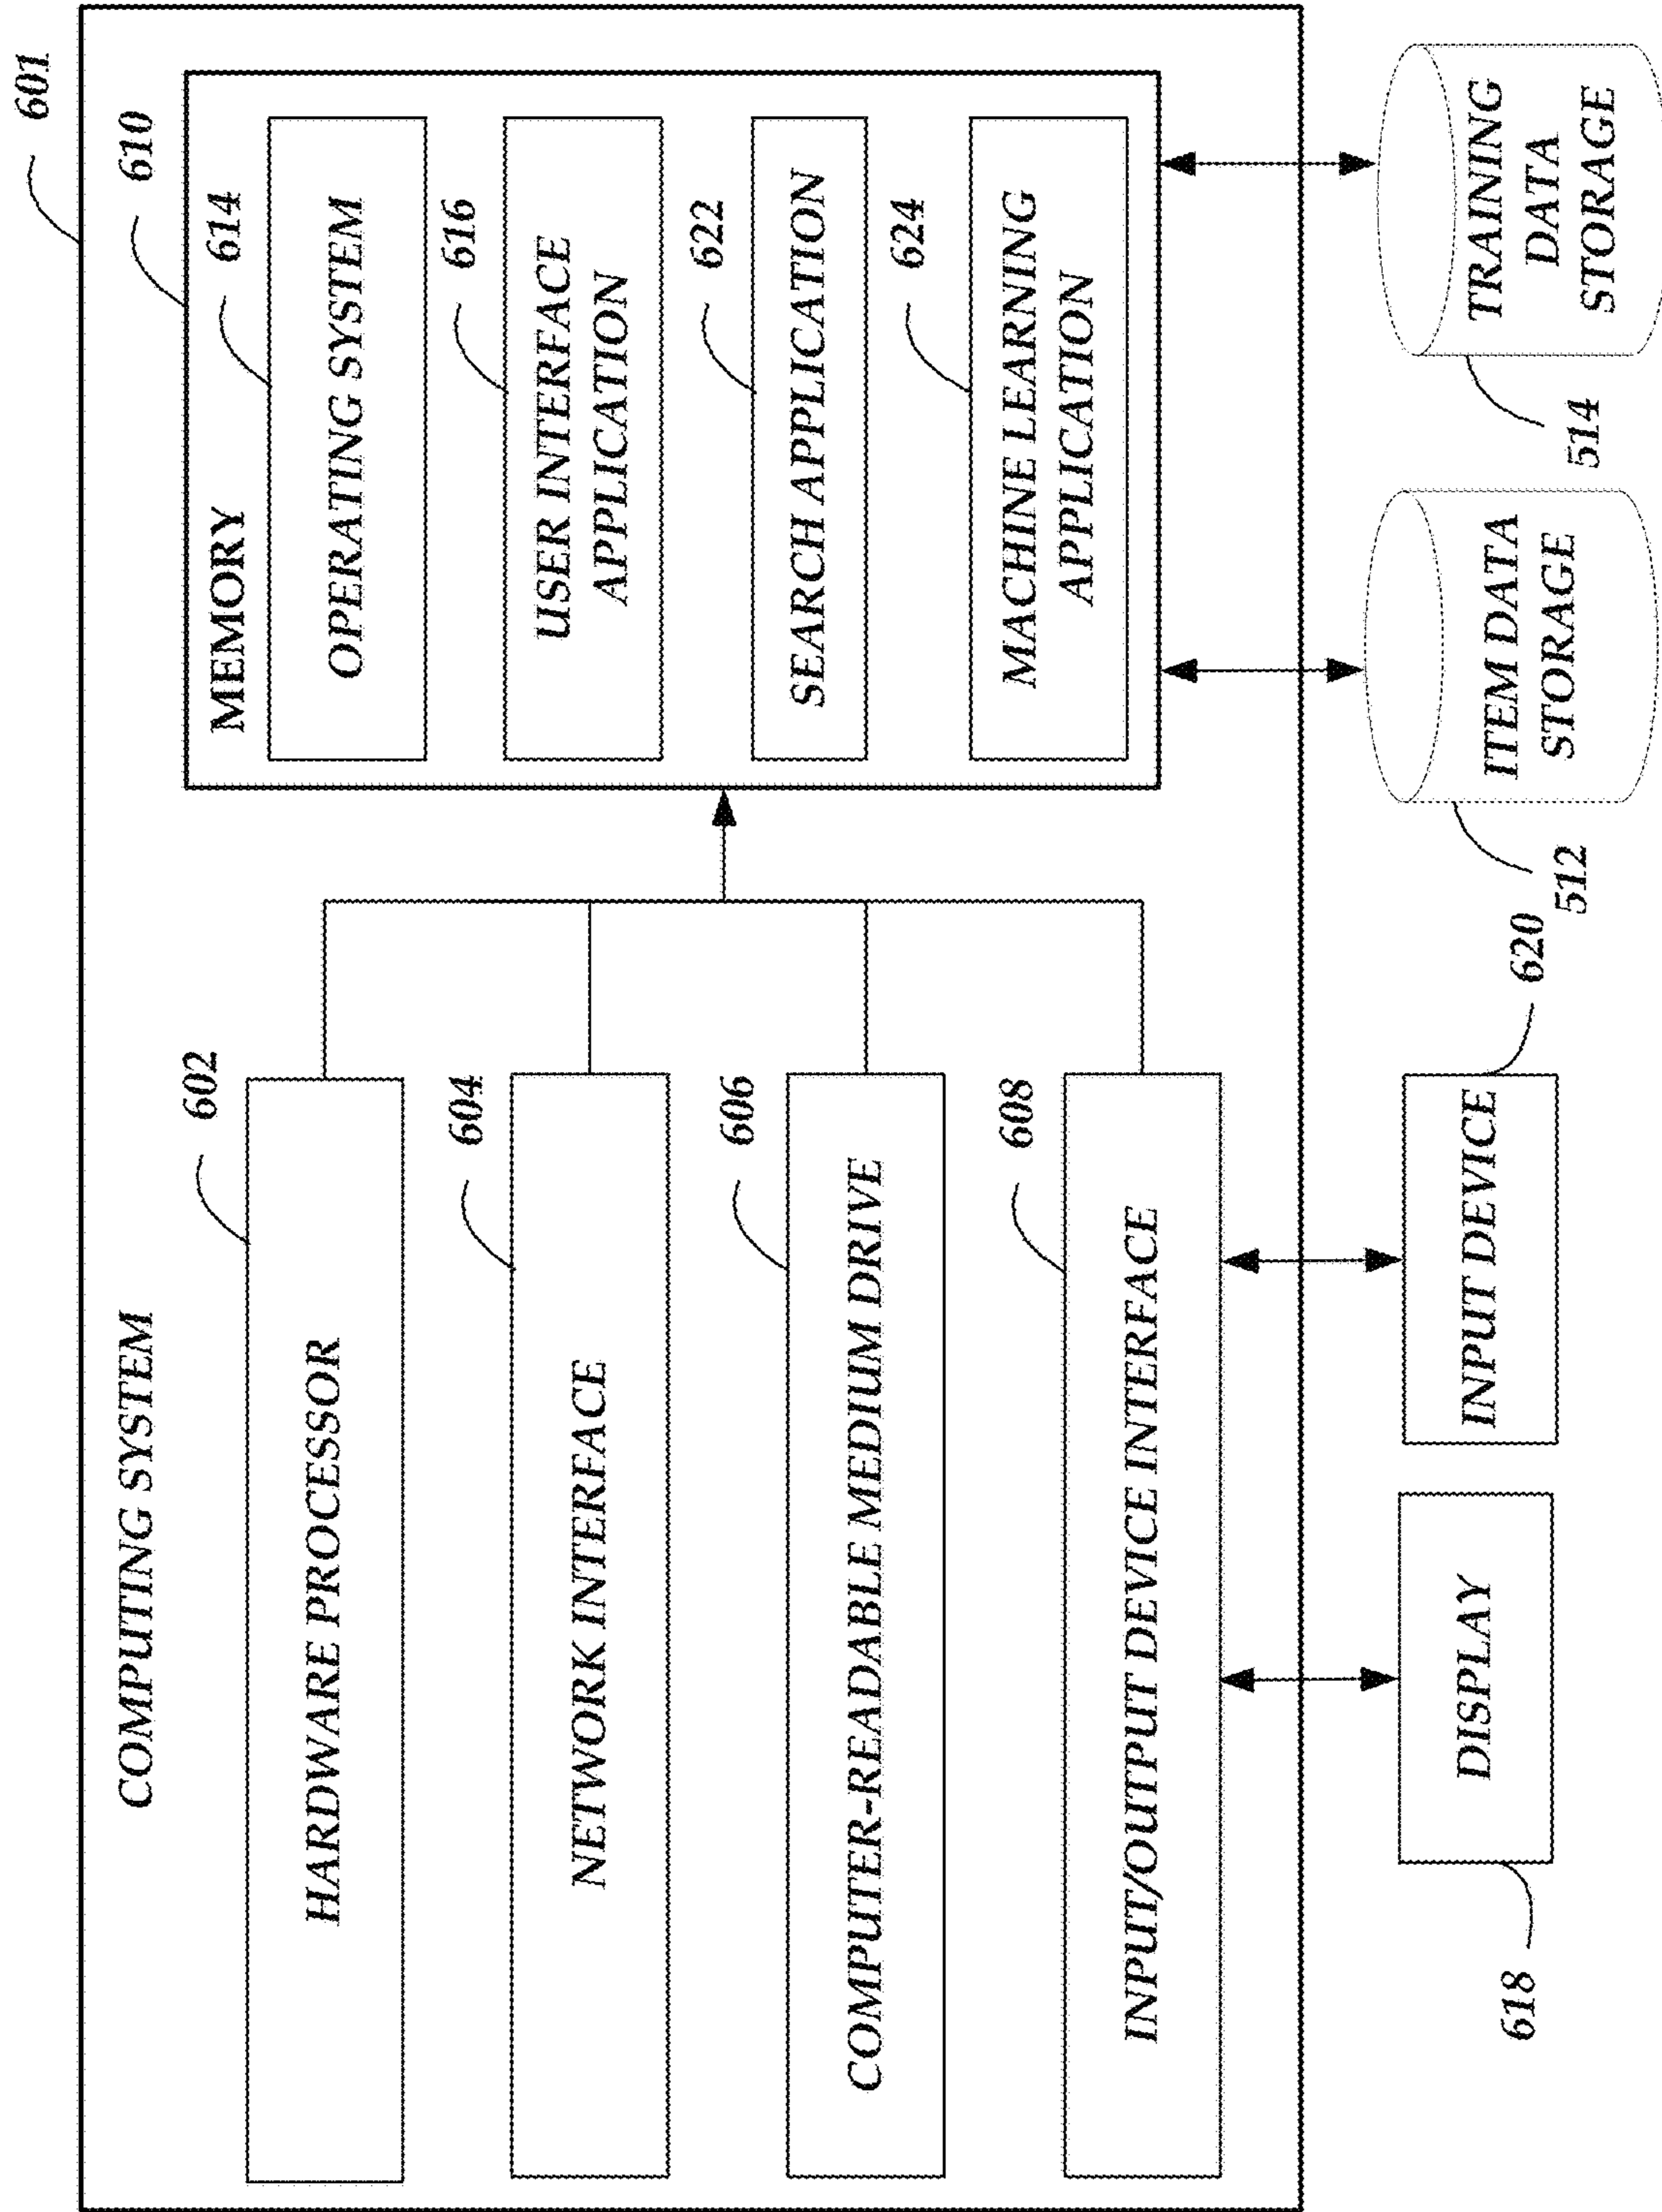 601
COMPUTING SYSTEM
610
602
HARDWARE PROCESSOR
604
NETWORK INTERFACE
606
COMPUTER-READABLE MEDIUM DRIVE
608
INPUT/OUTPUT DEVICE INTERFACE
MEMORY
614
OPERATING SYSTEM
616
USER INTERFACE
APPLICATION
622
SEARCH APPLICATION
624
MACHINE LEARNING
APPLICATION
618
DISPLAY
620
INPUT DEVICE
512
ITEM DATA
STORAGE
514
TRAINING
DATA
STORAGE